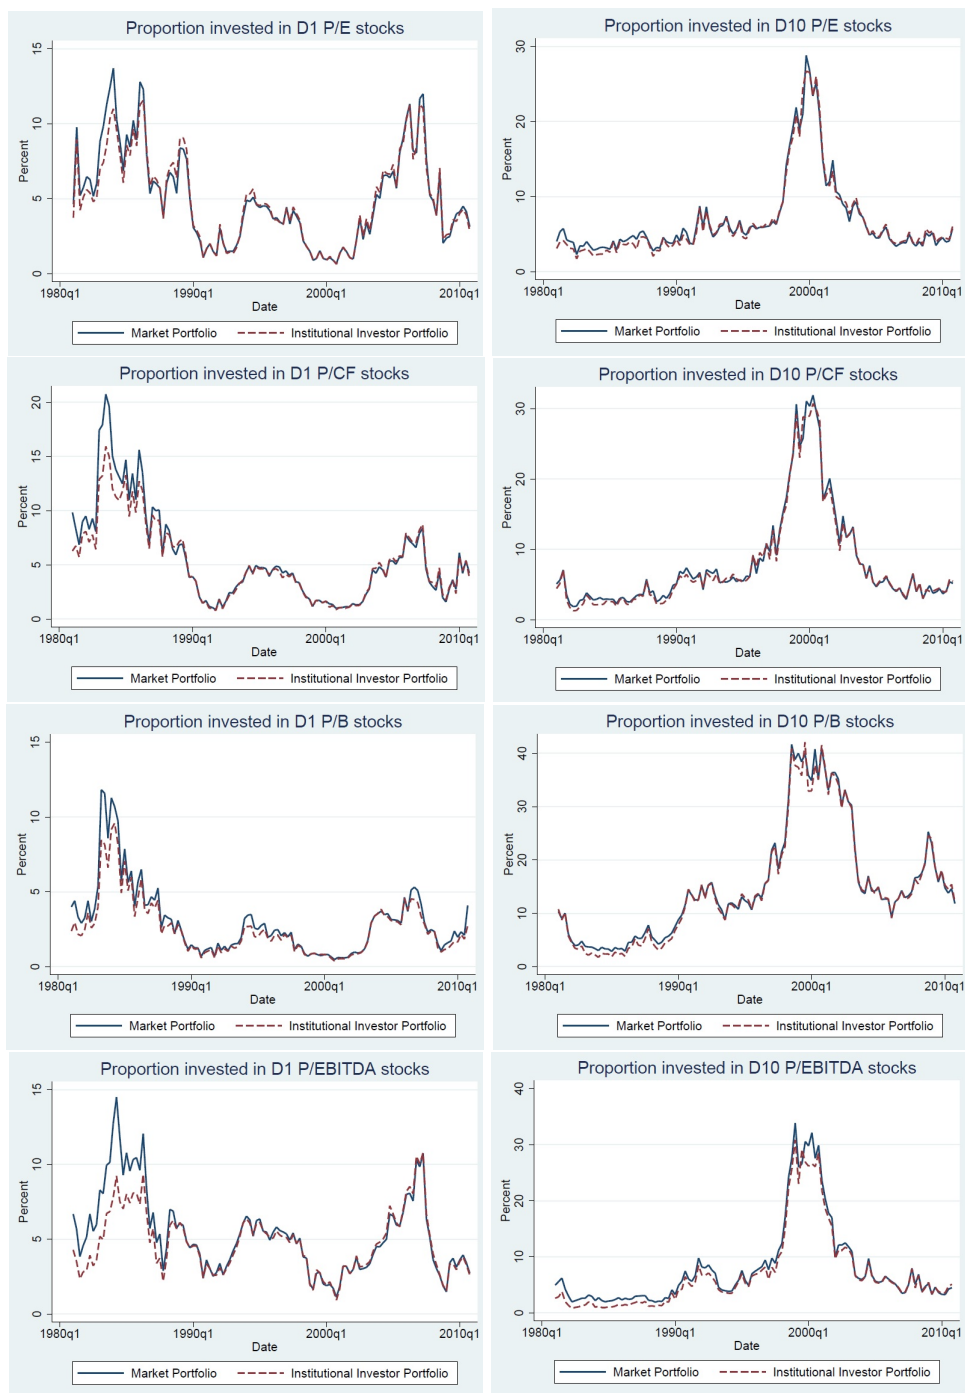 Proportion invested in D1 P/E stocks
15
10
5
0
Percent
1980q1 1990q1 2000q1 2010q1
Date
Market Portfolio Institutional Investor Portfolio
Proportion invested in D10 P/E stocks
30
20
10
0
Percent
1980q1 1990q1 2000q1 2010q1
Date
Market Portfolio Institutional Investor Portfolio
Proportion invested in D1 P/CF stocks
20
15
10
5
0
Percent
1980q1 1990q1 2000q1 2010q1
Date
Market Portfolio Institutional Investor Portfolio
Proportion invested in D10 P/CF stocks
30
20
10
0
Percent
1980q1 1990q1 2000q1 2010q1
Date
Market Portfolio Institutional Investor Portfolio
Proportion invested in D1 P/B stocks
15
10
5
0
Percent
1980q1 1990q1 2000q1 2010q1
Date
Market Portfolio Institutional Investor Portfolio
Proportion invested in D10 P/B stocks
40
30
20
10
0
Percent
1980q1 1990q1 2000q1 2010q1
Date
Market Portfolio Institutional Investor Portfolio
Proportion invested in D1 P/EBITDA stocks
15
10
5
0
Percent
1980q1 1990q1 2000q1 2010q1
Date
Market Portfolio Institutional Investor Portfolio
Proportion invested in D10 P/EBITDA stocks
40
30
20
10
0
Percent
1980q1 1990q1 2000q1 2010q1
Date
Market Portfolio Institutional Investor Portfolio